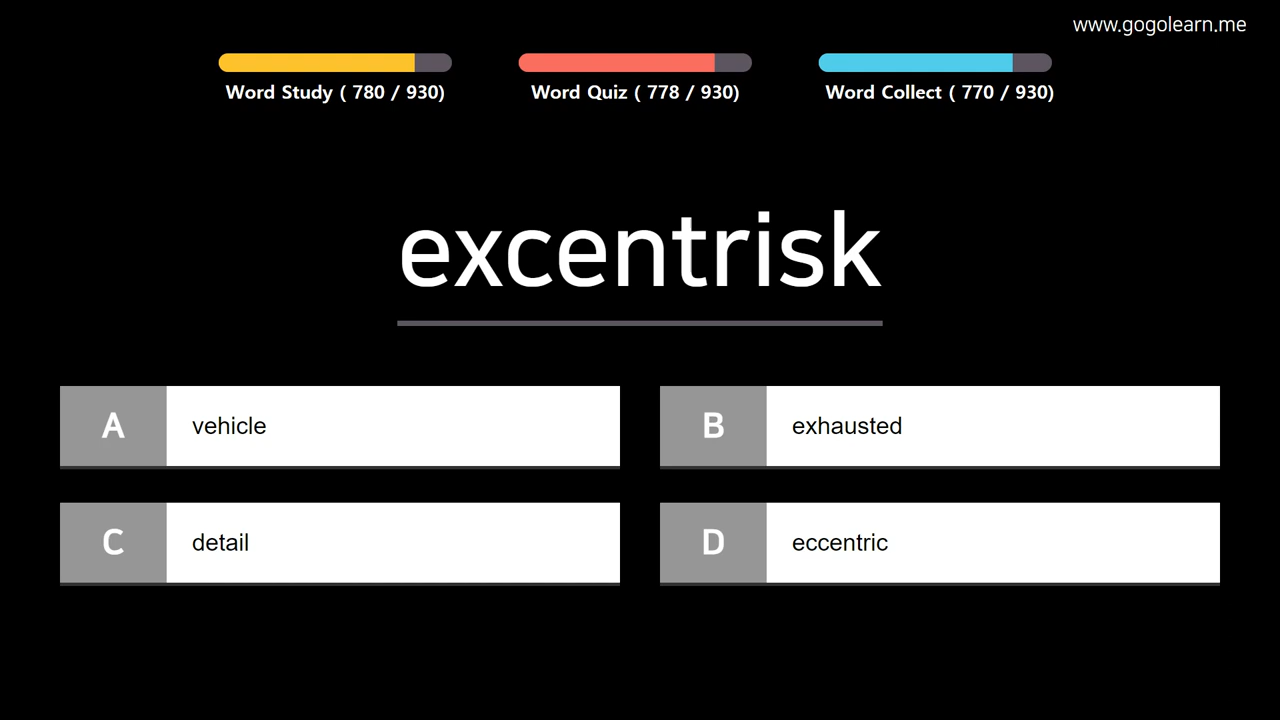 www.gogolearn.me
Word Study ( 780 / 930)
Word Quiz ( 778 / 930)
Word Collect ( 770 / 930)
excentrisk
A vehicle
B exhausted
C detail
D eccentric